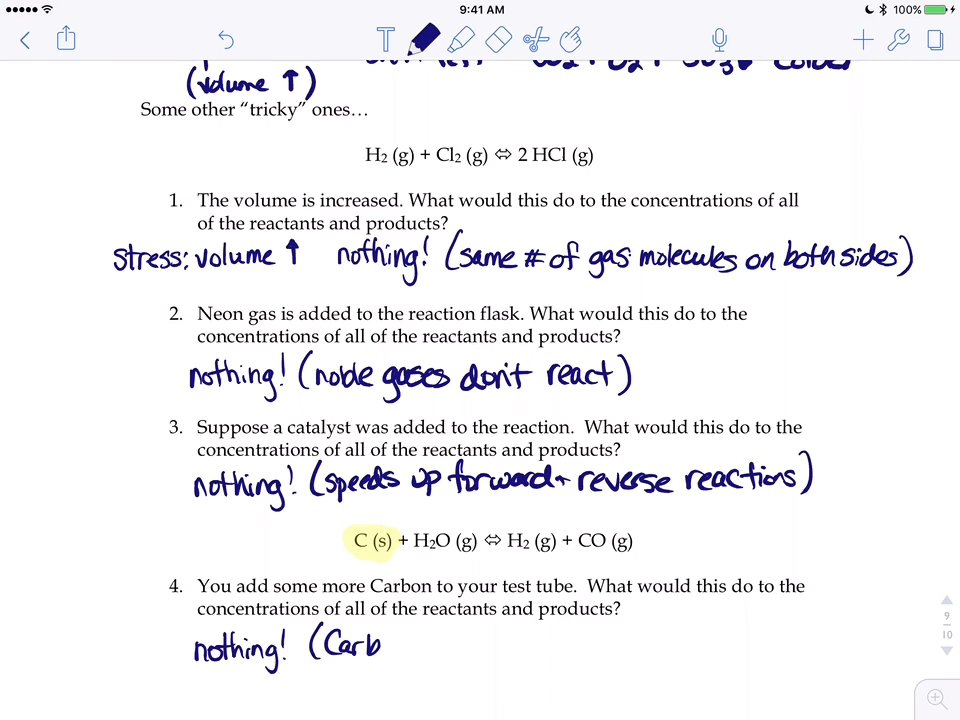 9:41 AM
100%
T
(volume ↑)
Some other “tricky” ones…
H₂ (g) + Cl₂ (g) ⇔ 2 HCl (g)
1. The volume is increased. What would this do to the concentrations of all
of the reactants and products?
stress: volume ↑ nothing! (same # of gas molecules on both sides)
2. Neon gas is added to the reaction flask. What would this do to the
concentrations of all of the reactants and products?
nothing! (noble gases don't react)
3. Suppose a catalyst was added to the reaction. What would this do to the
concentrations of all of the reactants and products?
nothing! (speeds up forward + reverse reactions)
C (s) + H₂O (g) ⇔ H₂ (g) + CO (g)
4. You add some more Carbon to your test tube. What would this do to the
concentrations of all of the reactants and products?
nothing! (Carb
9
10